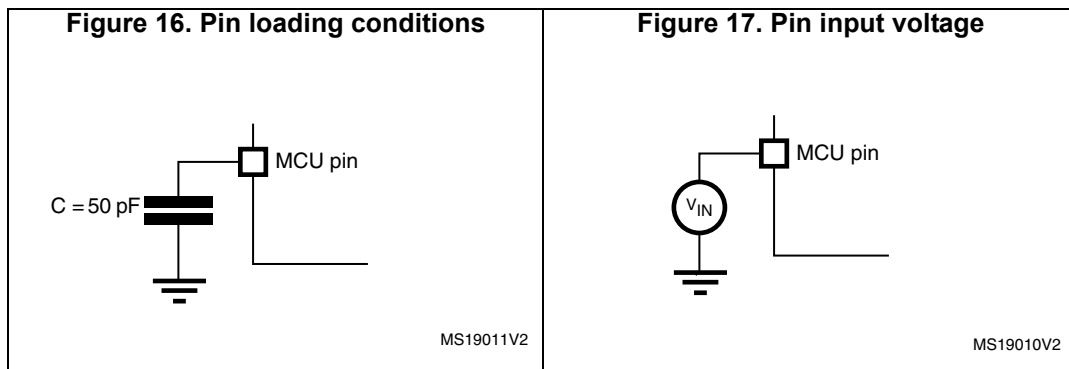 Figure 16. Pin loading conditions
MCU pin
C = 50 pF
MS19011V2
Figure 17. Pin input voltage
MCU pin
VIN
MS19010V2